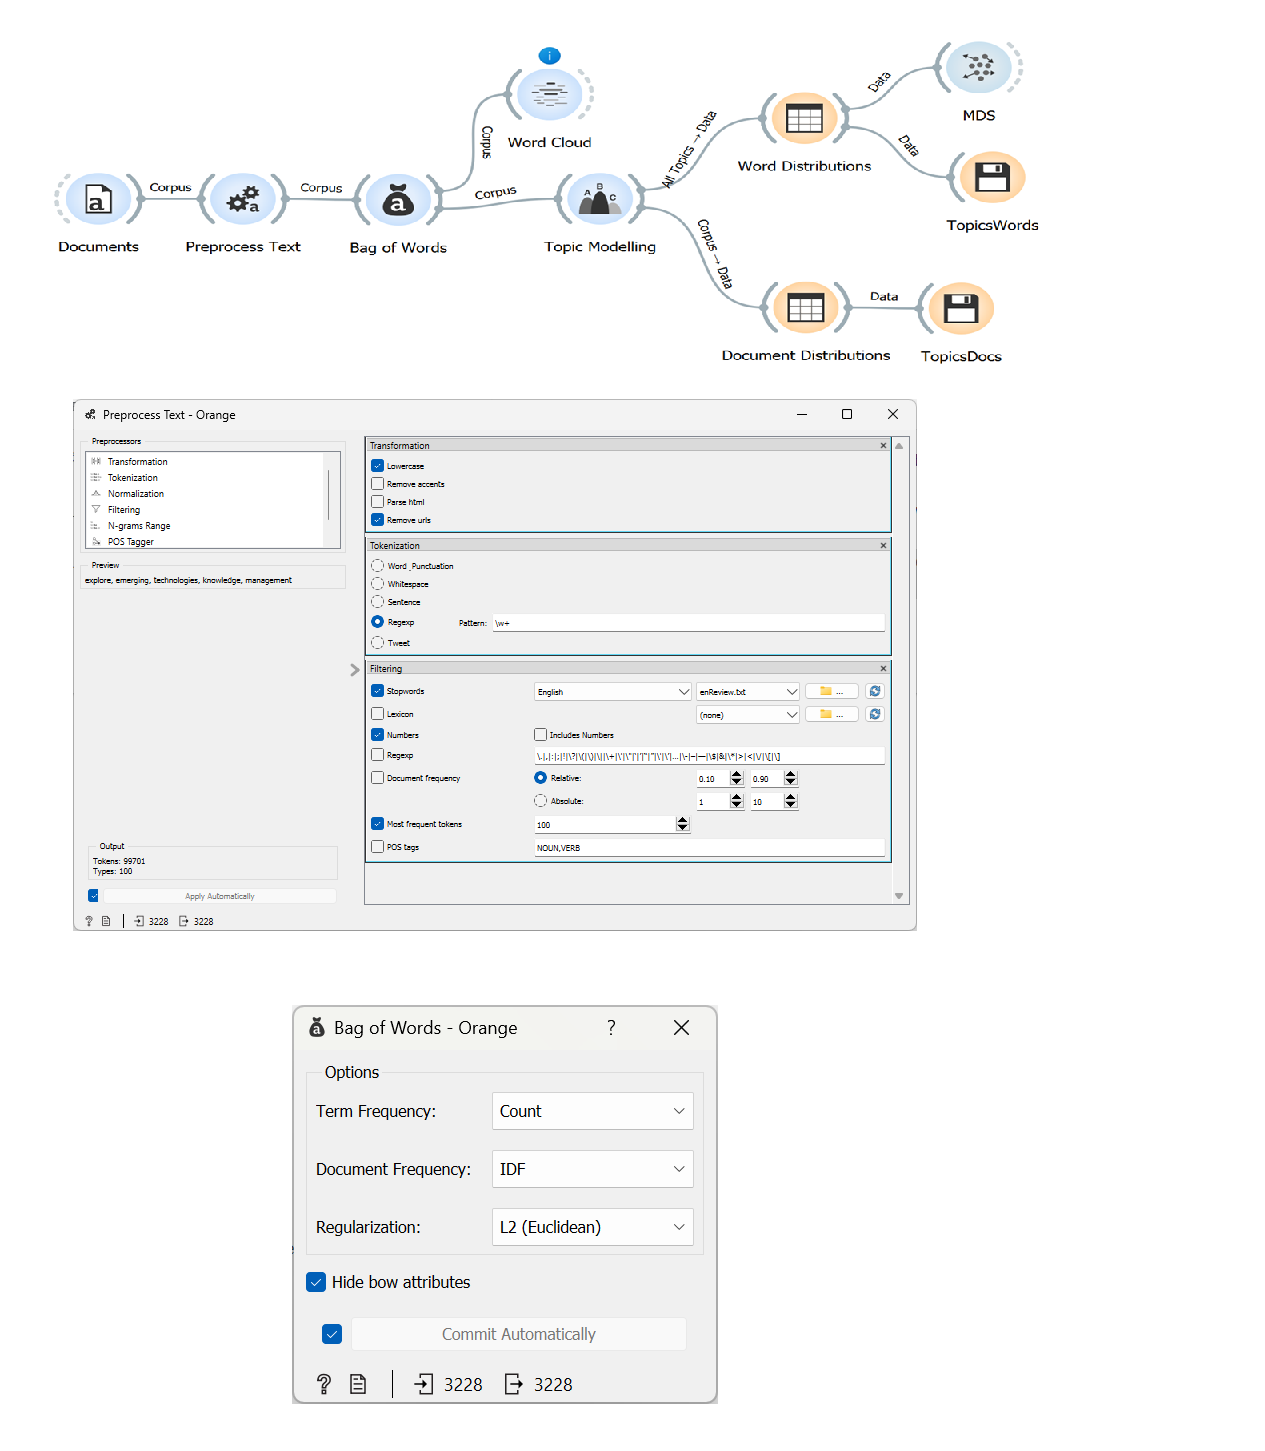 i
Word Cloud
MDS
Data
Data
Corpus
All Topics → Data
Word Distributions
TopicsWords
Corpus
Corpus
Corpus
A B C
a
a
a
Documents
Preprocess Text
Bag of Words
Topic Modelling
Corpus → Data
Data
Document Distributions
TopicsDocs
Preprocess Text - Orange
Preprocessors
Transformation
Tokenization
Normalization
Filtering
N-grams Range
POS Tagger
Preview
explore, emerging, technologies, knowledge, management
Output
Tokens: 99701
Types: 100
Apply Automatically
? 3228 3228
Transformation
Lowercase
Remove accents
Parse html
Remove urls
Tokenization
Word Punctuation
Whitespace
Sentence
Regexp Pattern: \w+
Tweet
Filtering
Stopwords English enReview.txt ...
Lexicon (none) ...
Numbers Includes Numbers
Regexp
Document frequency Relative: 0.10 0.90
Absolute: 1 10
Most frequent tokens 100
POS tags NOUN,VERB
Bag of Words - Orange ?
Options
Term Frequency: Count
Document Frequency: IDF
Regularization: L2 (Euclidean)
Hide bow attributes
Commit Automatically
? 3228 3228